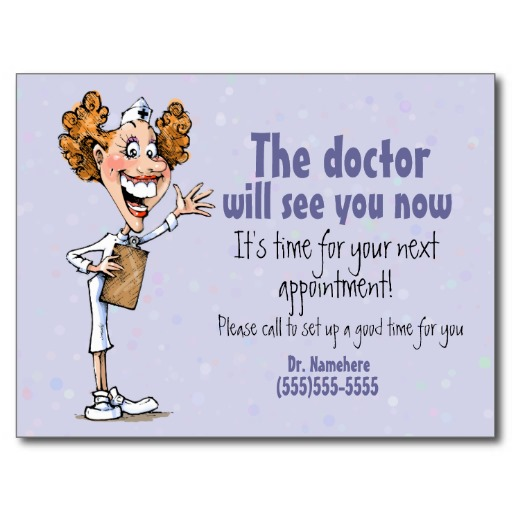 The doctor
will see you now
It's time for your next
appointment!
Please call to set up a good time for you
Dr. Namehere
(555)555-5555